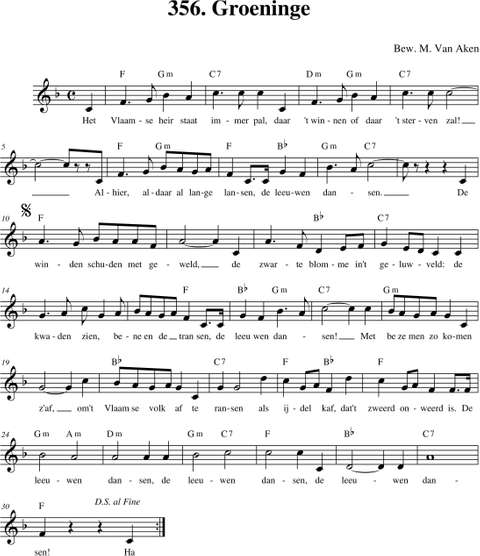 356. Groeninge
Bew. M. Van Aken
F Gm C7 Dm Gm C7
Het Vlaam - se heir staat im - mer pal, daar 't win - nen of daar 't ster - ven zal!
5 F Gm F B♭ Gm C7
Al - hier, al - daar al lan - ge lan - sen, de leeu - wen dan - sen. De
10 F B♭ C7
win - den schu - den met ge - weld, de zwar - te blom - me in't ge - luw - veld: de
14 F B♭ Gm C7 Gm
kwa - den zien, be - ne en de tran sen, de leeu wen dan - sen! Met be ze men zo ko - men
19 B♭ C7 F B♭ C7 F
z'af, om't Vlaam se volk af te ran - sen als ij - del kaf, dat't zweerd on - weerd is. De
24 Gm Am Dm Gm C7 F B♭ C7
leeu - wen dan - sen, de leeu - wen dan - sen, de leeu - wen dan -
30 F D.S. al Fine
sen! Ha